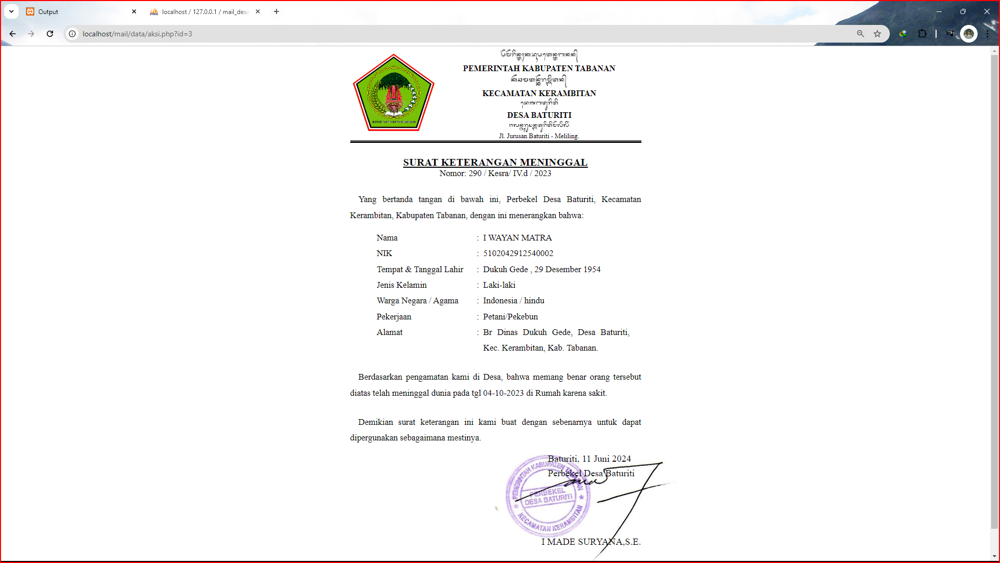 Output
localhost / 127.0.0.1 / mail_desa
localhost/mail/data/aksi.php?id=3
PEMERINTAH KABUPATEN TABANAN
KECAMATAN KERAMBITAN
DESA BATURITI
Jl. Jurusan Baturiti - Meliling.
SURAT KETERANGAN MENINGGAL
Nomor: 290 / Kesra/ IV.d / 2023
Yang bertanda tangan di bawah ini, Perbekel Desa Baturiti, Kecamatan
Kerambitan, Kabupaten Tabanan, dengan ini menerangkan bahwa:
Nama : I WAYAN MATRA
NIK : 5102042912540002
Tempat & Tanggal Lahir : Dukuh Gede , 29 Desember 1954
Jenis Kelamin : Laki-laki
Warga Negara / Agama : Indonesia / hindu
Pekerjaan : Petani/Pekebun
Alamat : Br Dinas Dukuh Gede, Desa Baturiti,
Kec. Kerambitan, Kab. Tabanan.
Berdasarkan pengamatan kami di Desa, bahwa memang benar orang tersebut
diatas telah meninggal dunia pada tgl 04-10-2023 di Rumah karena sakit.
Demikian surat keterangan ini kami buat dengan sebenarnya untuk dapat
dipergunakan sebagaimana mestinya.
Baturiti, 11 Juni 2024
Perbekel Desa Baturiti
PEMERINTAH KABUPATEN TABANAN
PERBEKEL
DESA BATURITI
KECAMATAN KERAMBITAN
I MADE SURYANA,S.E.